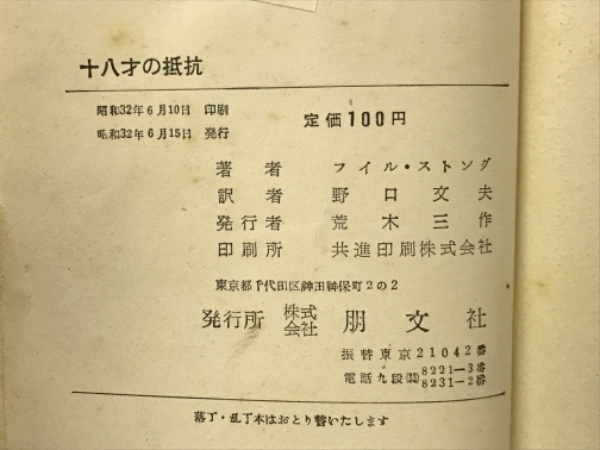 十八才の抵抗
昭和32年6月10日 印刷
昭和32年6月15日 発行
定価100円
著者 フイル・ストング
訳者 野口文夫
発行者 荒木三作
印刷所 共進印刷株式会社
東京都千代田区神田神保町2の2
発行所 株式会社 朋文社
振替東京21042番
電話九段(33) 8221—3番
8231—2番
落丁・乱丁本はおとり替いたします